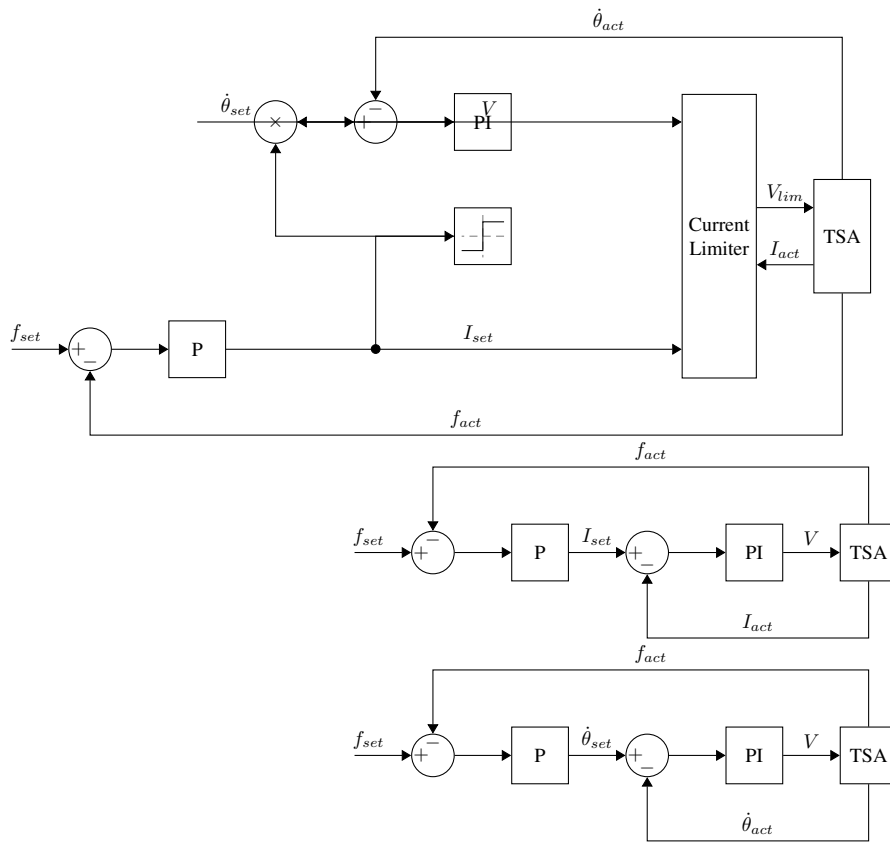 θ̇_act
θ̇_set
× + − V
PI
V_lim
TSA
Current
Limiter
I_act
f_set + − P I_set
f_act
f_act
f_set + − P I_set + − PI V TSA
I_act
f_act
f_set + − P θ̇_set + − PI V TSA
θ̇_act